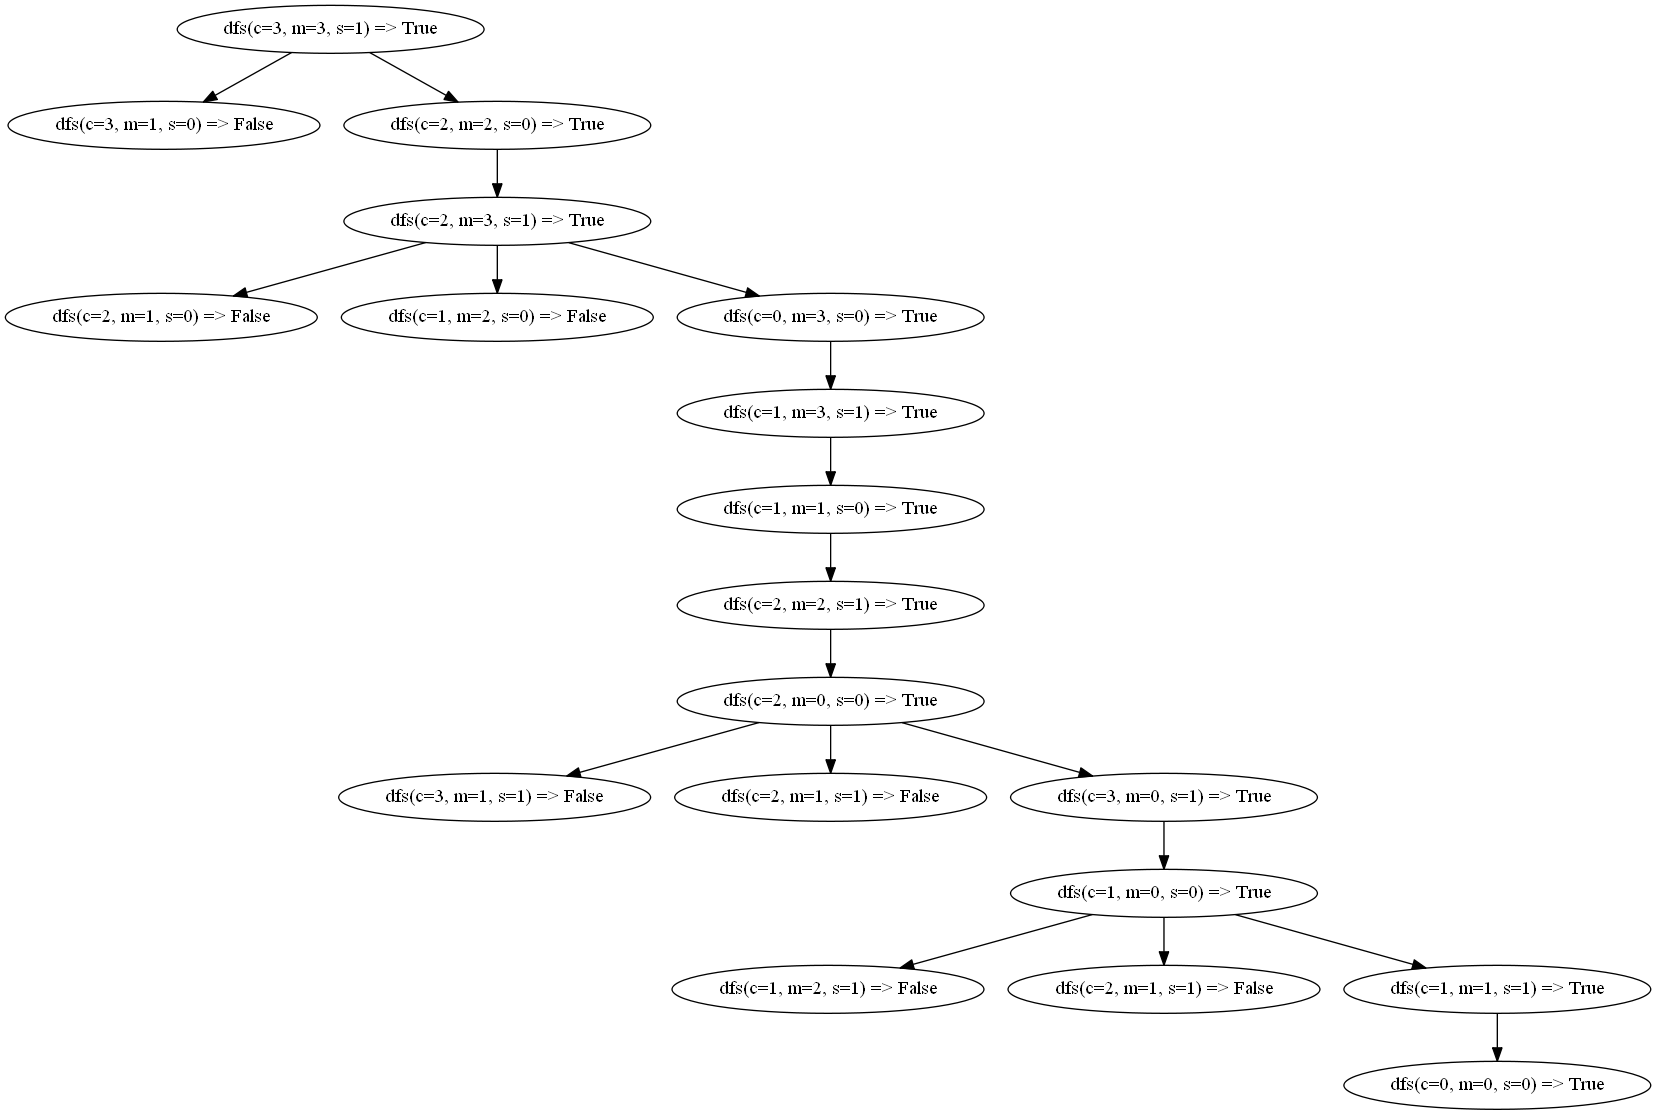 dfs(c=3, m=3, s=1) => True
dfs(c=3, m=1, s=0) => False
dfs(c=2, m=2, s=0) => True
dfs(c=2, m=3, s=1) => True
dfs(c=2, m=1, s=0) => False
dfs(c=1, m=2, s=0) => False
dfs(c=0, m=3, s=0) => True
dfs(c=1, m=3, s=1) => True
dfs(c=1, m=1, s=0) => True
dfs(c=2, m=2, s=1) => True
dfs(c=2, m=0, s=0) => True
dfs(c=3, m=1, s=1) => False
dfs(c=2, m=1, s=1) => False
dfs(c=3, m=0, s=1) => True
dfs(c=1, m=0, s=0) => True
dfs(c=1, m=2, s=1) => False
dfs(c=2, m=1, s=1) => False
dfs(c=1, m=1, s=1) => True
dfs(c=0, m=0, s=0) => True